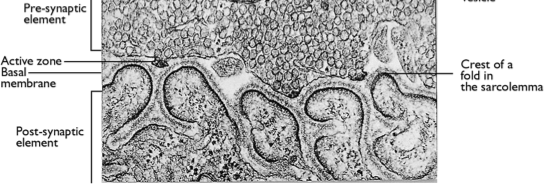 Pre-synaptic
element
Active zone
Basal
membrane
Post-synaptic
element
vesicle
Crest of a
fold in
the sarcolemma